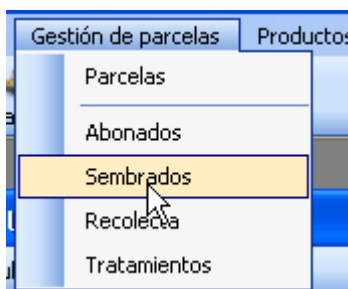 Gestión de parcelas Productos
Parcelas
Abonados
Sembrados
Recolecta
Tratamientos